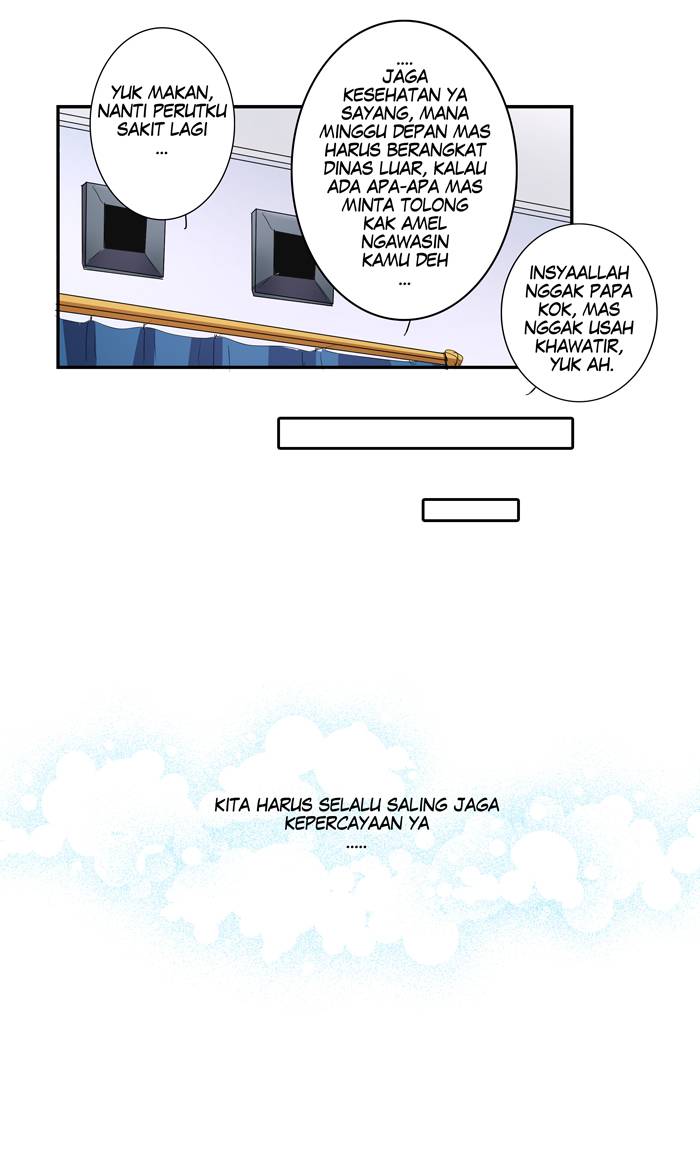 YUK MAKAN,
NANTI PERUTKU
SAKIT LAGI
...
....
JAGA
KESEHATAN YA
SAYANG, MANA
MINGGU DEPAN MAS
HARUS BERANGKAT
DINAS LUAR, KALAU
ADA APA-APA MAS
MINTA TOLONG
KAK AMEL
NGAWASIN
KAMU DEH
...
INSYAALLAH
NGGAK PAPA
KOK, MAS
NGGAK USAH
KHAWATIR,
YUK AH.
KITA HARUS SELALU SALING JAGA
KEPERCAYAAN YA
.....